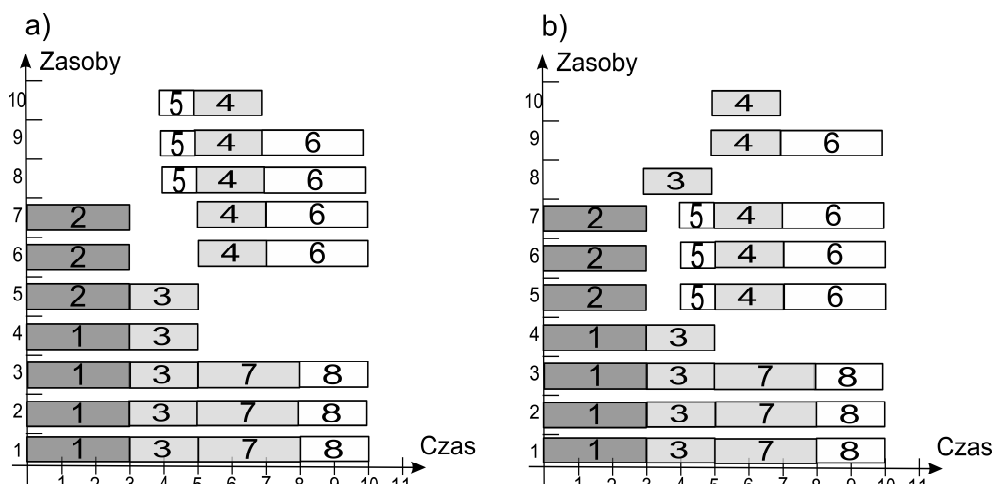 a)
Zasoby
10 5 4
9 5 4 6
8 5 4 6
7 2 4 6
6 2 4 6
5 2 3
4 1 3
3 1 3 7 8
2 1 3 7 8
1 1 3 7 8
Czas
1 2 3 4 5 6 7 8 9 10 11
b)
Zasoby
10 4
9 4 6
8 3
7 2 5 4 6
6 2 5 4 6
5 2 5 4 6
4 1 3
3 1 3 7 8
2 1 3 7 8
1 1 3 7 8
Czas
1 2 3 4 5 6 7 8 9 10 11